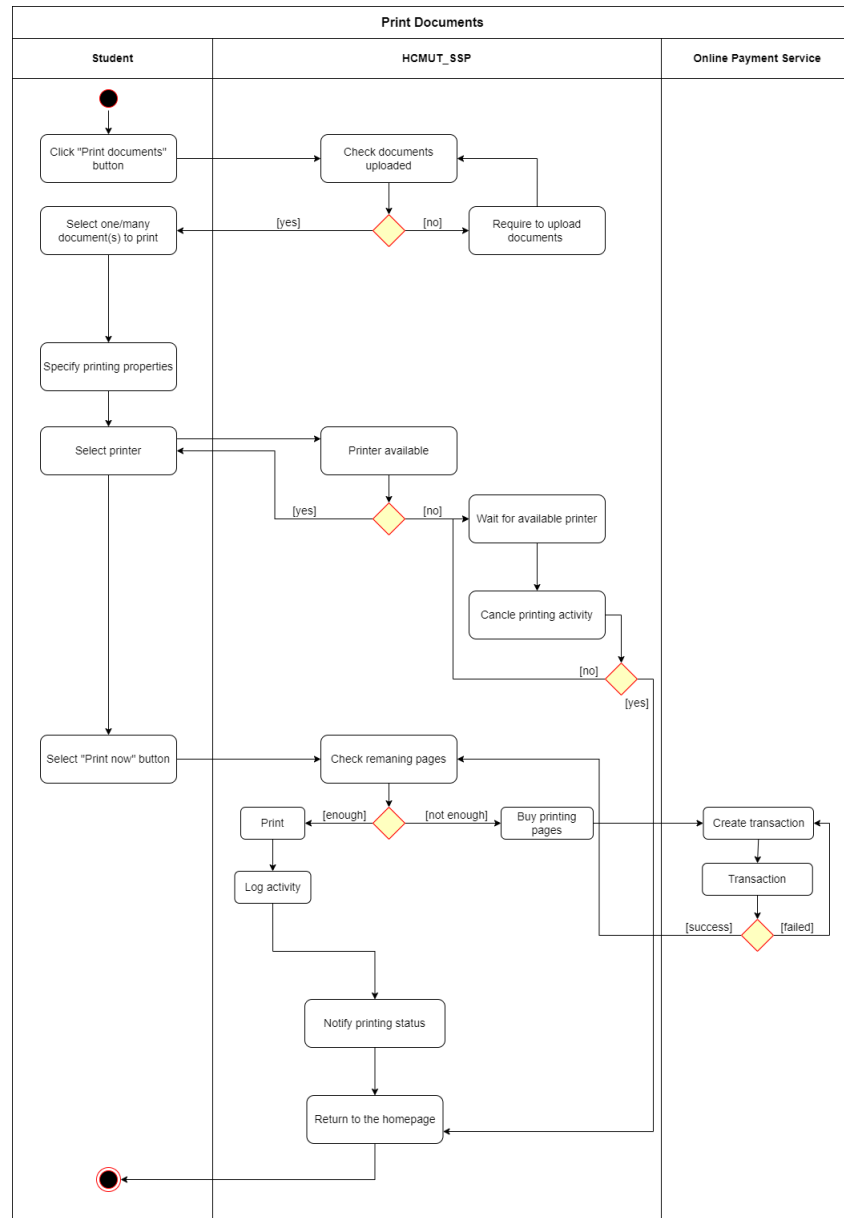 Print Documents
Student
HCMUT_SSP
Online Payment Service
Click "Print documents"
button
Check documents
uploaded
Select one/many
document(s) to print
[yes]
[no]
Require to upload
documents
Specify printing properties
Select printer
Printer available
[yes]
[no]
Wait for available printer
Cancle printing activity
[no]
[yes]
Select "Print now" button
Check remaning pages
Print
[enough]
[not enough]
Buy printing
pages
Create transaction
Log activity
Transaction
[success]
[failed]
Notify printing status
Return to the homepage